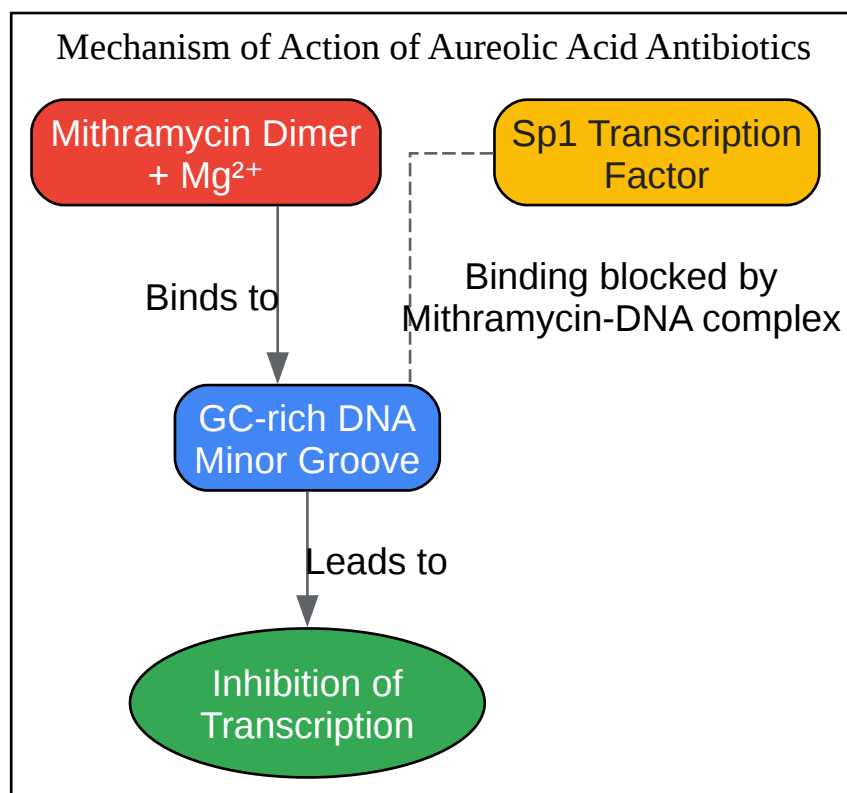 Mechanism of Action of Aureolic Acid Antibiotics
Mithramycin Dimer
+ Mg²⁺
Sp1 Transcription
Factor
Binds to
Binding blocked by
Mithramycin-DNA complex
GC-rich DNA
Minor Groove
Leads to
Inhibition of
Transcription